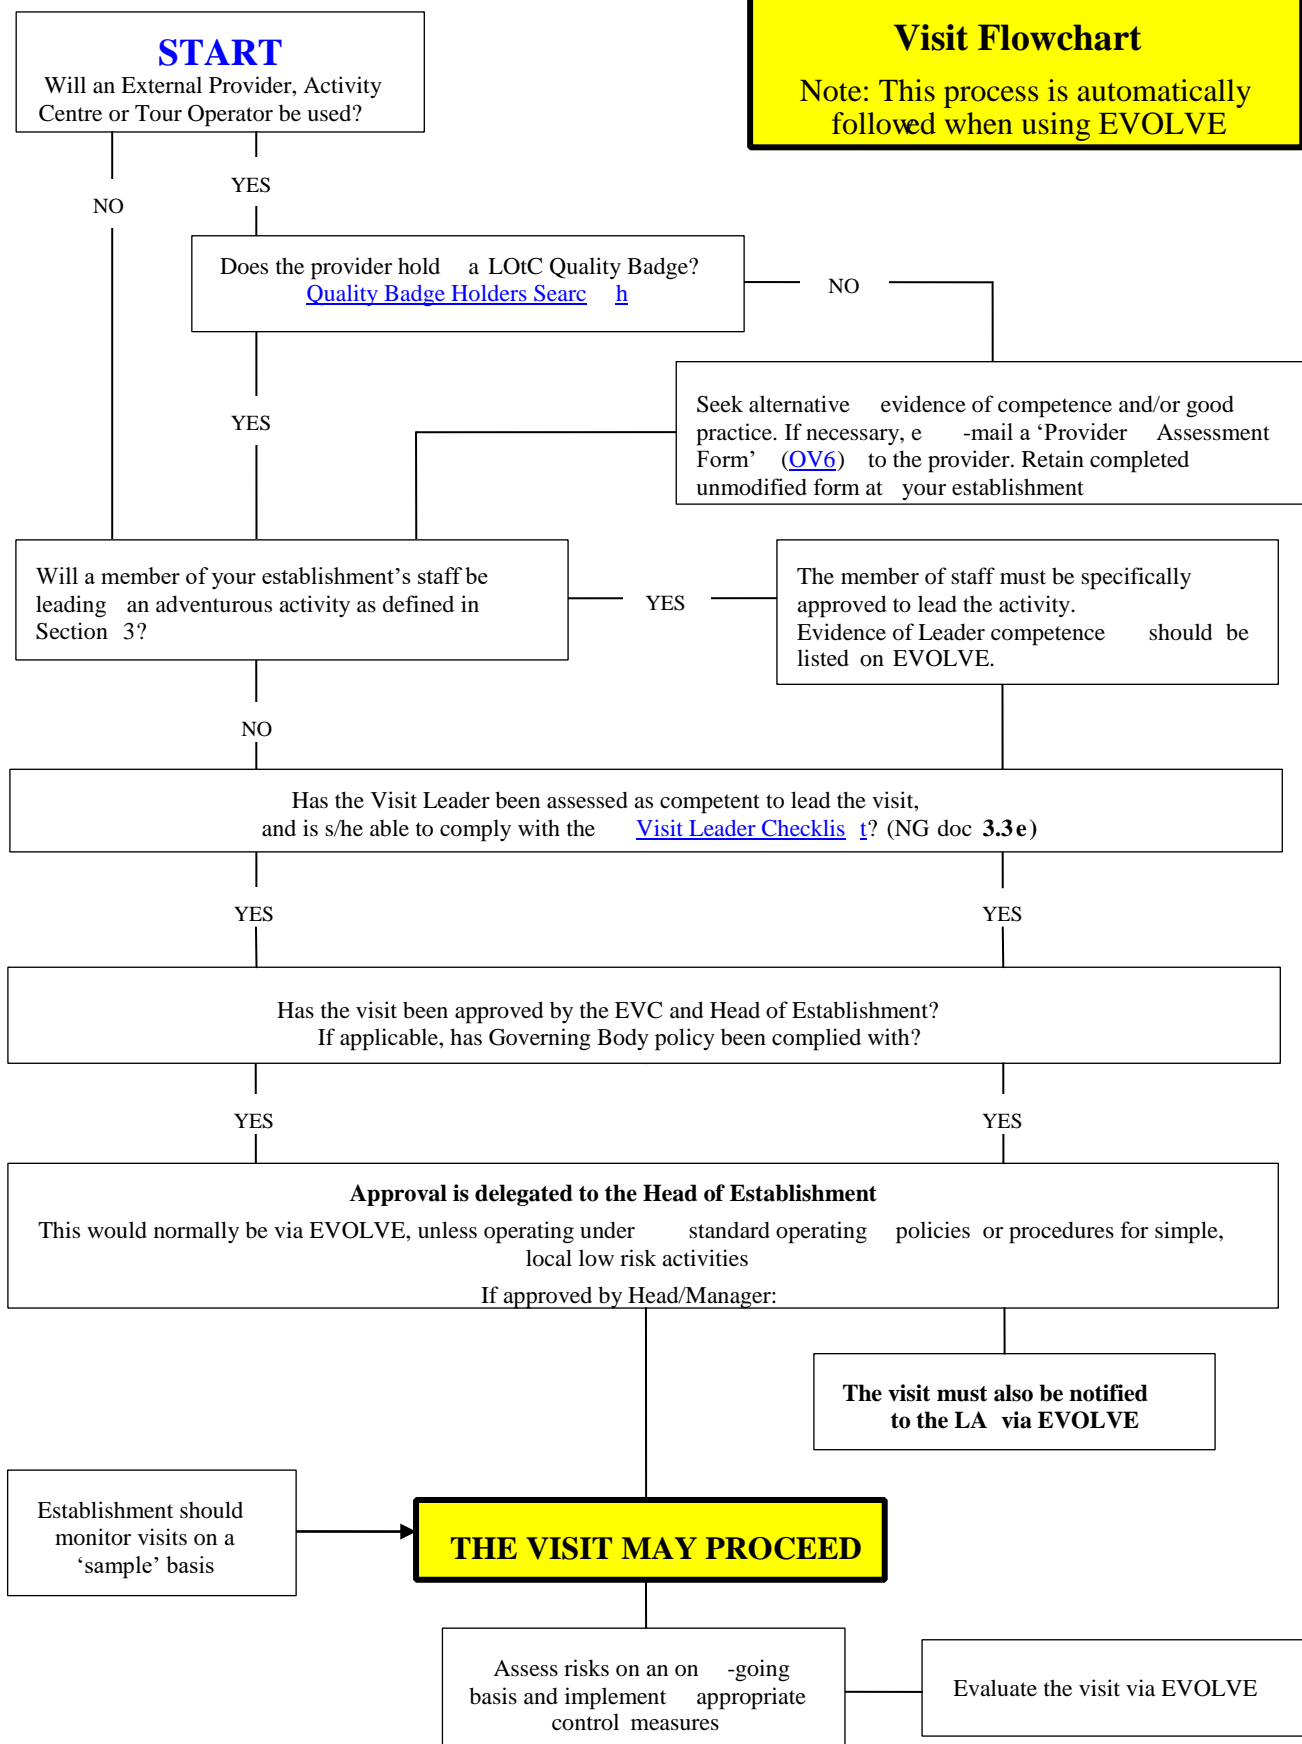 START
Will an External Provider, Activity
Centre or Tour Operator be used?
Visit Flowchart
Note: This process is automatically
followed when using EVOLVE
NO
YES
Does the provider hold a LOtC Quality Badge?
Quality Badge Holders Searc h
NO
YES
Seek alternative evidence of competence and/or good
practice. If necessary, e -mail a ‘Provider Assessment
Form’ (OV6) to the provider. Retain completed
unmodified form at your establishment
Will a member of your establishment’s staff be
leading an adventurous activity as defined in
Section 3?
YES
The member of staff must be specifically
approved to lead the activity.
Evidence of Leader competence should be
listed on EVOLVE.
NO
Has the Visit Leader been assessed as competent to lead the visit,
and is s/he able to comply with the Visit Leader Checklis t? (NG doc 3.3e)
YES
YES
Has the visit been approved by the EVC and Head of Establishment?
If applicable, has Governing Body policy been complied with?
YES
YES
Approval is delegated to the Head of Establishment
This would normally be via EVOLVE, unless operating under standard operating policies or procedures for simple,
local low risk activities
If approved by Head/Manager:
The visit must also be notified
to the LA via EVOLVE
Establishment should
monitor visits on a
‘sample’ basis
THE VISIT MAY PROCEED
Assess risks on an on -going
basis and implement appropriate
control measures
Evaluate the visit via EVOLVE